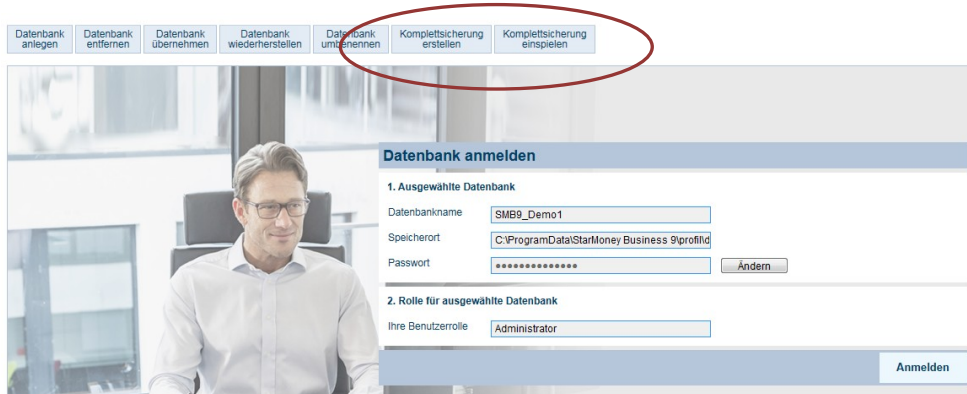 Datenbank anlegen
Datenbank entfernen
Datenbank übernehmen
Datenbank wiederherstellen
Datenbank umbenennen
Komplettsicherung erstellen
Komplettsicherung einspielen
Datenbank anmelden
1. Ausgewählte Datenbank
Datenbankname SMB9_Demo1
Speicherort C:\ProgramData\StarMoney Business 9\profil\d
Passwort ●●●●●●●●●●●●●● Ändern
2. Rolle für ausgewählte Datenbank
Ihre Benutzerrolle Administrator
Anmelden